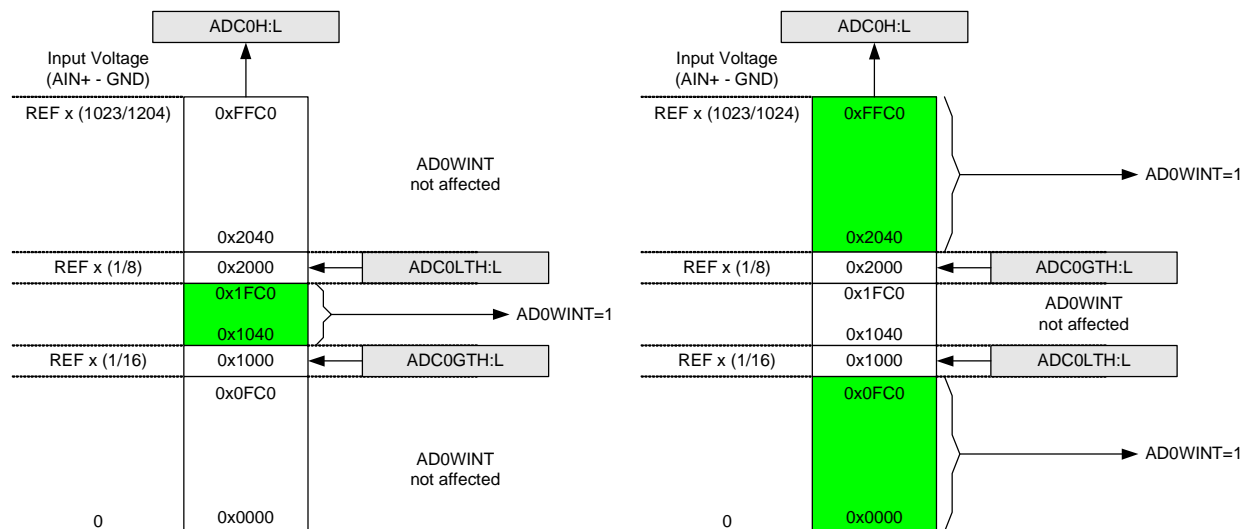 ADC0H:L
Input Voltage
(AIN+ - GND)
REF x (1023/1204)
0xFFC0
AD0WINT
not affected
0x2040
REF x (1/8)
0x2000
ADC0LTH:L
0x1FC0
AD0WINT=1
0x1040
REF x (1/16)
0x1000
ADC0GTH:L
0x0FC0
AD0WINT
not affected
0
0x0000
ADC0H:L
Input Voltage
(AIN+ - GND)
REF x (1023/1024)
0xFFC0
AD0WINT=1
0x2040
REF x (1/8)
0x2000
ADC0GTH:L
0x1FC0
AD0WINT
not affected
0x1040
REF x (1/16)
0x1000
ADC0LTH:L
0x0FC0
AD0WINT=1
0
0x0000